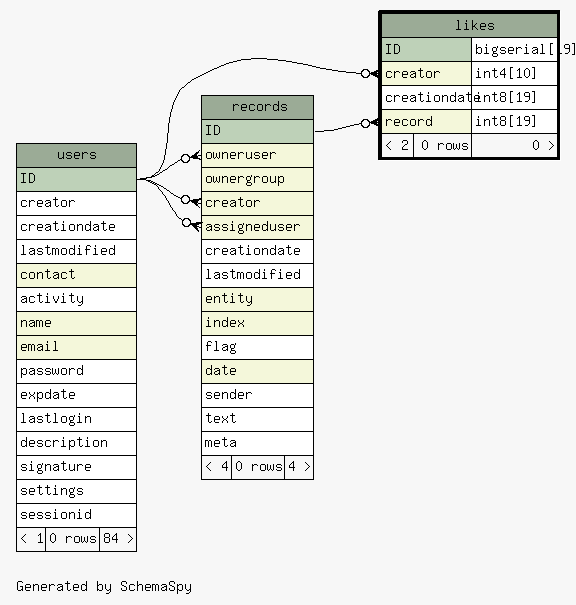 likes
ID bigserial[19]
creator int4[10]
creationdate int8[19]
record int8[19]
< 2 0 rows 0 >
records
ID
owneruser
ownergroup
creator
assigneduser
creationdate
lastmodified
entity
index
flag
date
sender
text
meta
< 4 0 rows 4 >
users
ID
creator
creationdate
lastmodified
contact
activity
name
email
password
expdate
lastlogin
description
signature
settings
sessionid
< 1 0 rows 84 >
Generated by SchemaSpy